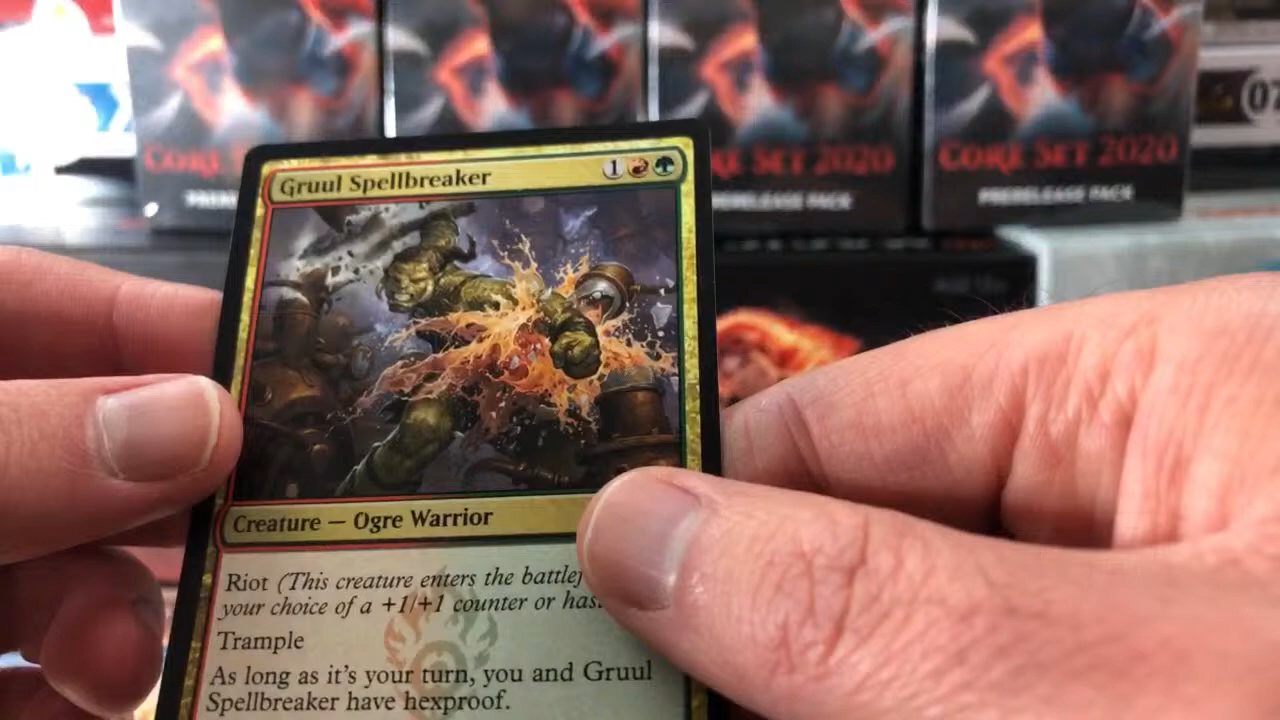 CORE SET 2020
PRERELEASE PACK
CORE SET 2020
PRERELEASE PACK
07
Gruul Spellbreaker
1
Creature — Ogre Warrior
Riot (This creature enters the
your choice of a +1/+1 counter or
Trample
As long as it's your turn, you and Gruul
Spellbreaker have hexproof.